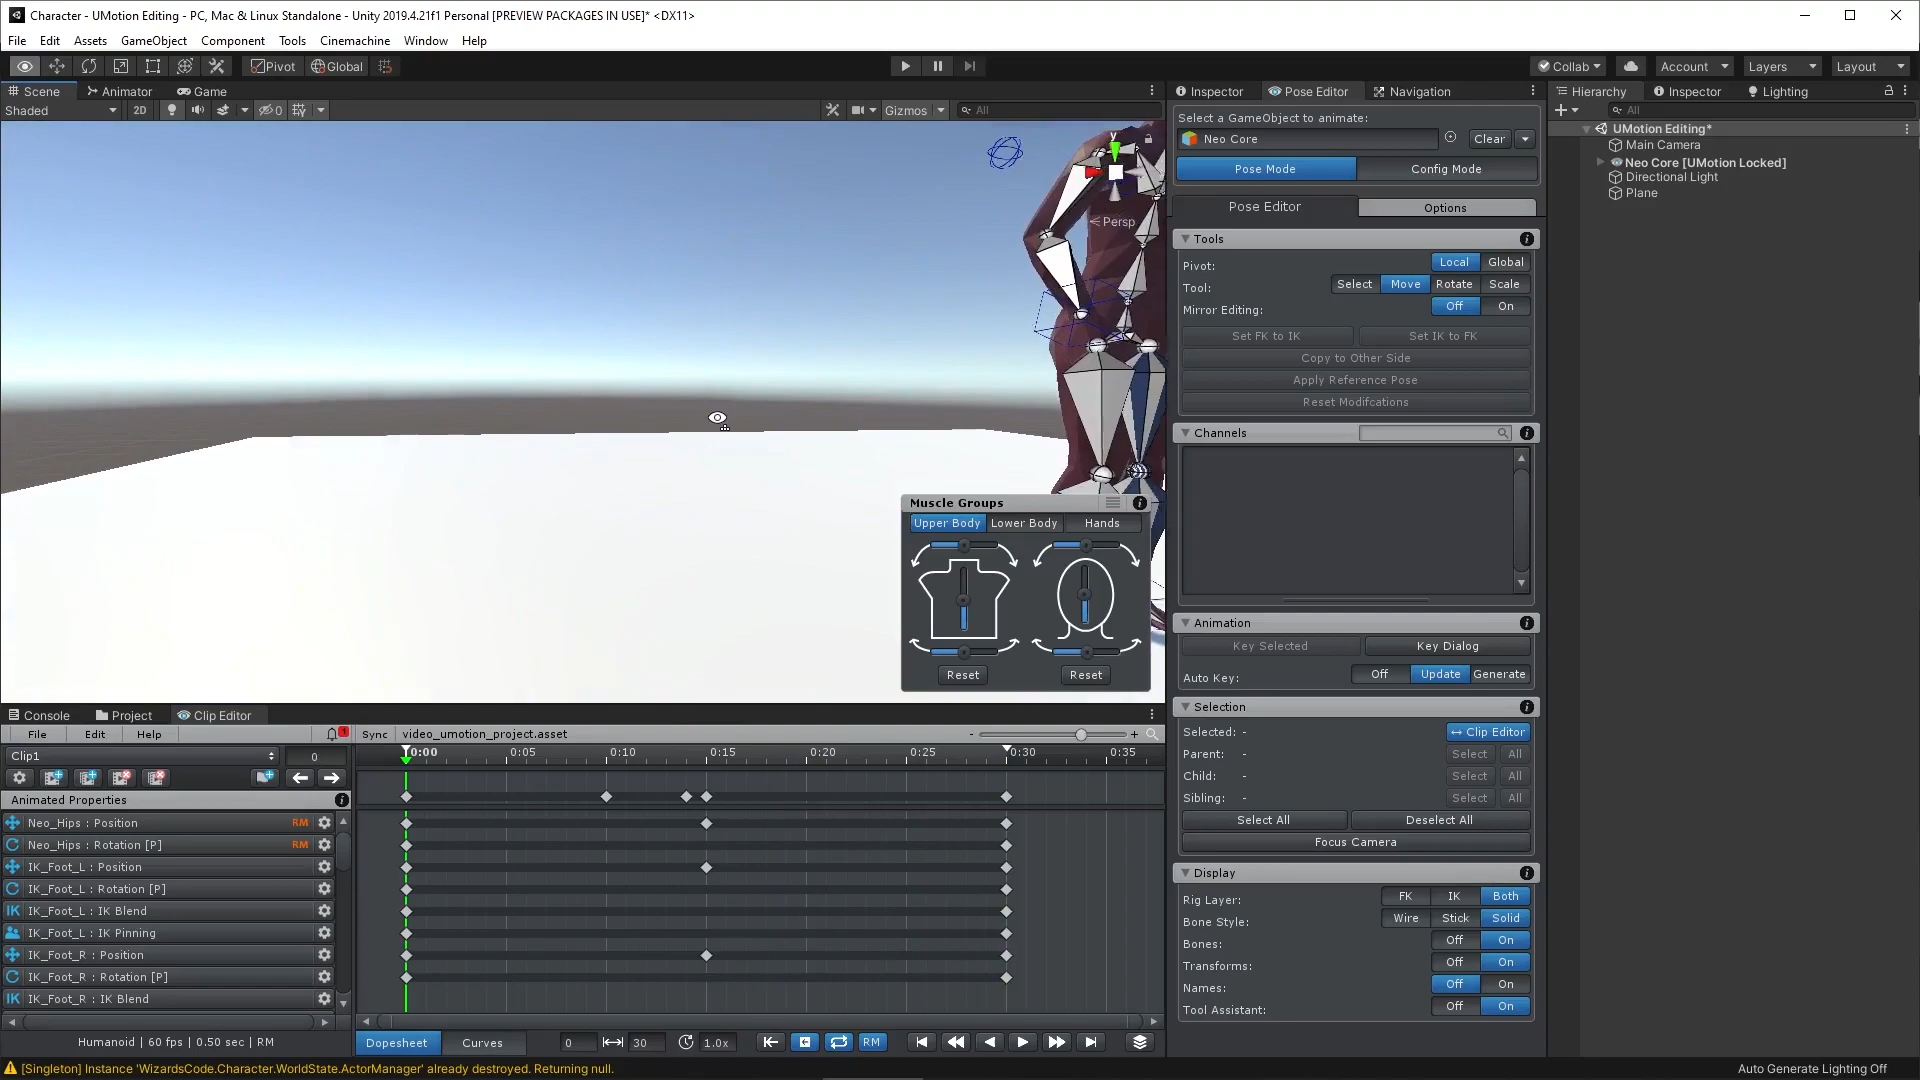 Character - UMotion Editing - PC, Mac & Linux Standalone - Unity 2019.4.21f1 Personal [PREVIEW PACKAGES IN USE]* <DX11>
File Edit Assets GameObject Component Tools Cinemachine Window Help
Pivot Global Collab Account Layers Layout
Scene Animator Game
Shaded 2D 0 Gizmos All
y
Persp
Muscle Groups
Upper Body Lower Body Hands
Reset Reset
Inspector Pose Editor Navigation
Select a GameObject to animate:
Neo Core Clear
Pose Mode Config Mode
Pose Editor Options
Tools
Pivot: Local Global
Tool: Select Move Rotate Scale
Mirror Editing: Off On
Set FK to IK Set IK to FK
Copy to Other Side
Apply Reference Pose
Reset Modifcations
Channels
Animation
Key Selected Key Dialog
Auto Key: Off Update Generate
Selection
Selected: - Clip Editor
Parent: - Select All
Child: - Select All
Sibling: - Select All
Select All Deselect All
Focus Camera
Display
Rig Layer: FK IK Both
Bone Style: Wire Stick Solid
Bones: Off On
Transforms: Off On
Names: Off On
Tool Assistant: Off On
Hierarchy Inspector Lighting
All
UMotion Editing*
Main Camera
Neo Core [UMotion Locked]
Directional Light
Plane
Console Project Clip Editor
File Edit Help 1 Sync video_umotion_project.asset - +
Clip1 0 0:00 0:05 0:10 0:15 0:20 0:25 0:30 0:35
Animated Properties
Neo_Hips : Position RM
Neo_Hips : Rotation [P] RM
IK_Foot_L : Position
IK_Foot_L : Rotation [P]
IK IK_Foot_L : IK Blend
IK_Foot_L : IK Pinning
IK_Foot_R : Position
IK_Foot_R : Rotation [P]
IK IK_Foot_R : IK Blend
Humanoid | 60 fps | 0.50 sec | RM Dopesheet Curves 0 30 1.0x RM
[Singleton] Instance 'WizardsCode.Character.WorldState.ActorManager' already destroyed. Returning null. Auto Generate Lighting Off